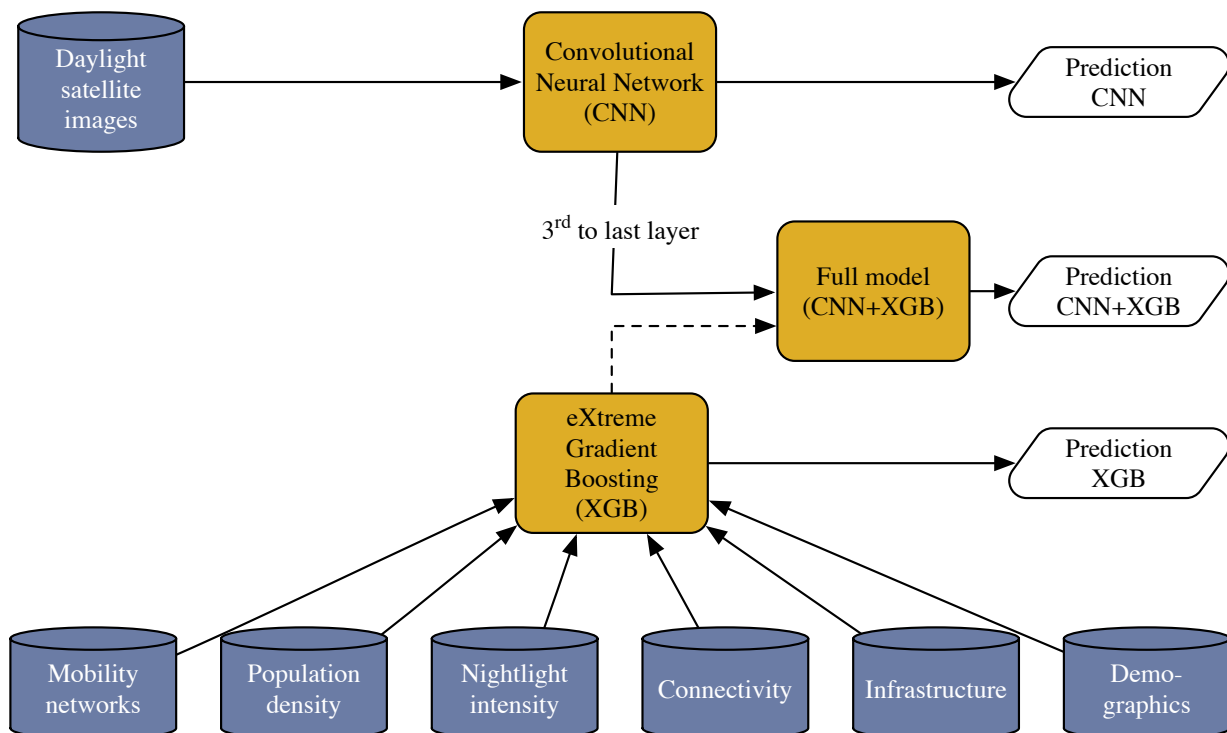 Daylight
satellite
images
Convolutional
Neural Network
(CNN)
Prediction
CNN
3rd to last layer
Full model
(CNN+XGB)
Prediction
CNN+XGB
eXtreme
Gradient
Boosting
(XGB)
Prediction
XGB
Mobility
networks
Population
density
Nightlight
intensity
Connectivity
Infrastructure
Demo-
graphics